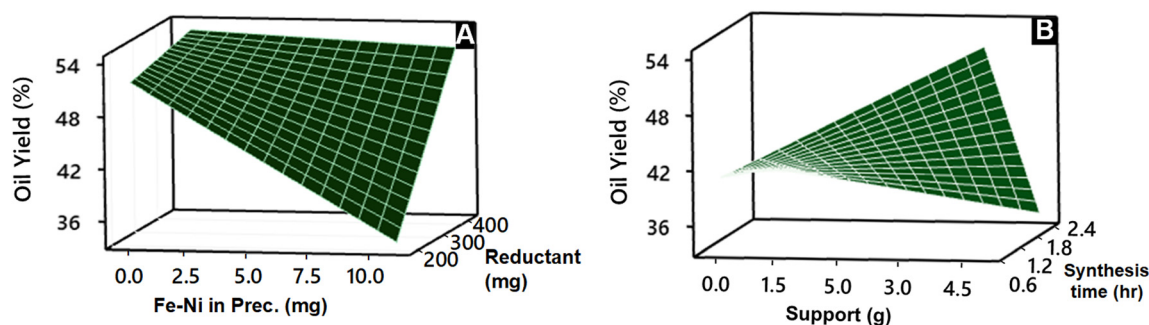 A
54
48
42
36
Oil Yield (%)
0.0 2.5 5.0 7.5 10.0
Fe-Ni in Prec. (mg)
200 300 400
Reductant
(mg)
B
54
48
42
36
Oil Yield (%)
0.0 1.5 5.0 3.0 4.5
Support (g)
0.6 1.2 1.8 2.4
Synthesis
time (hr)